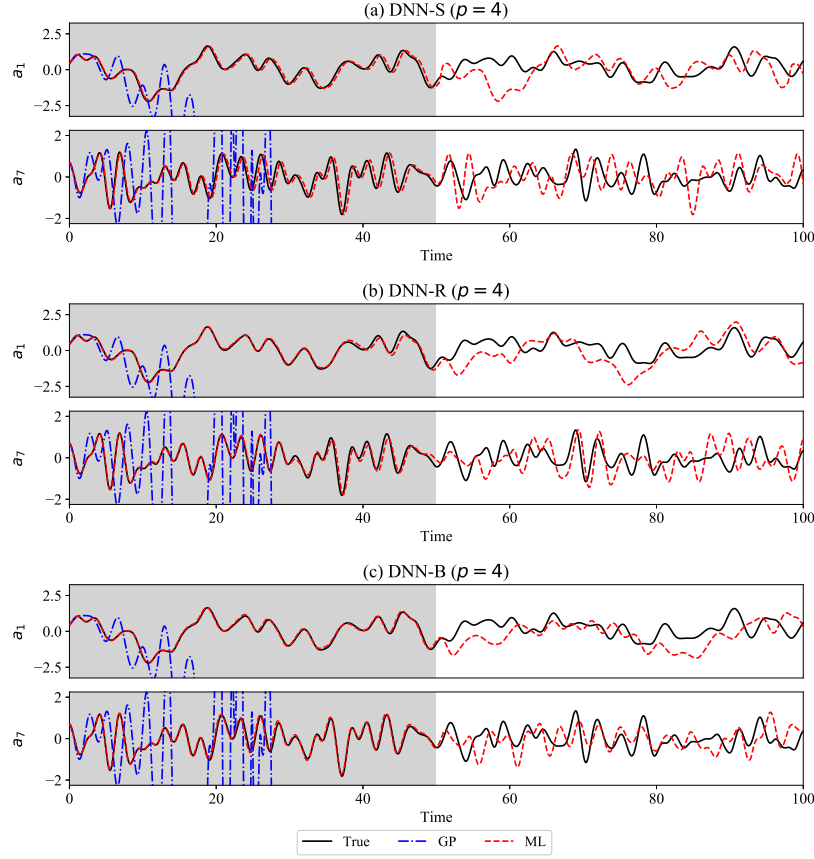 (a) DNN-S (p = 4)
2.5
0.0
−2.5
a1
2
0
−2
a7
0 20 40 60 80 100
Time
(b) DNN-R (p = 4)
2.5
0.0
−2.5
a1
2
0
−2
a7
0 20 40 60 80 100
Time
(c) DNN-B (p = 4)
2.5
0.0
−2.5
a1
2
0
−2
a7
0 20 40 60 80 100
Time
True GP ML